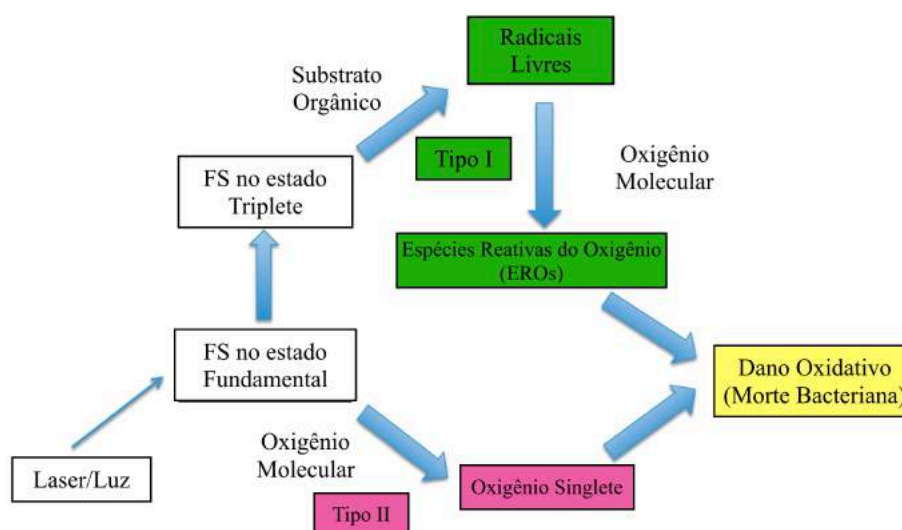 Radicais
Livres
Substrato
Orgânico
Tipo I
Oxigênio
Molecular
FS no estado
Triplete
Espécies Reativas do Oxigênio
(EROs)
FS no estado
Fundamental
Dano Oxidativo
(Morte Bacteriana)
Oxigênio
Molecular
Laser/Luz
Oxigênio Singlete
Tipo II